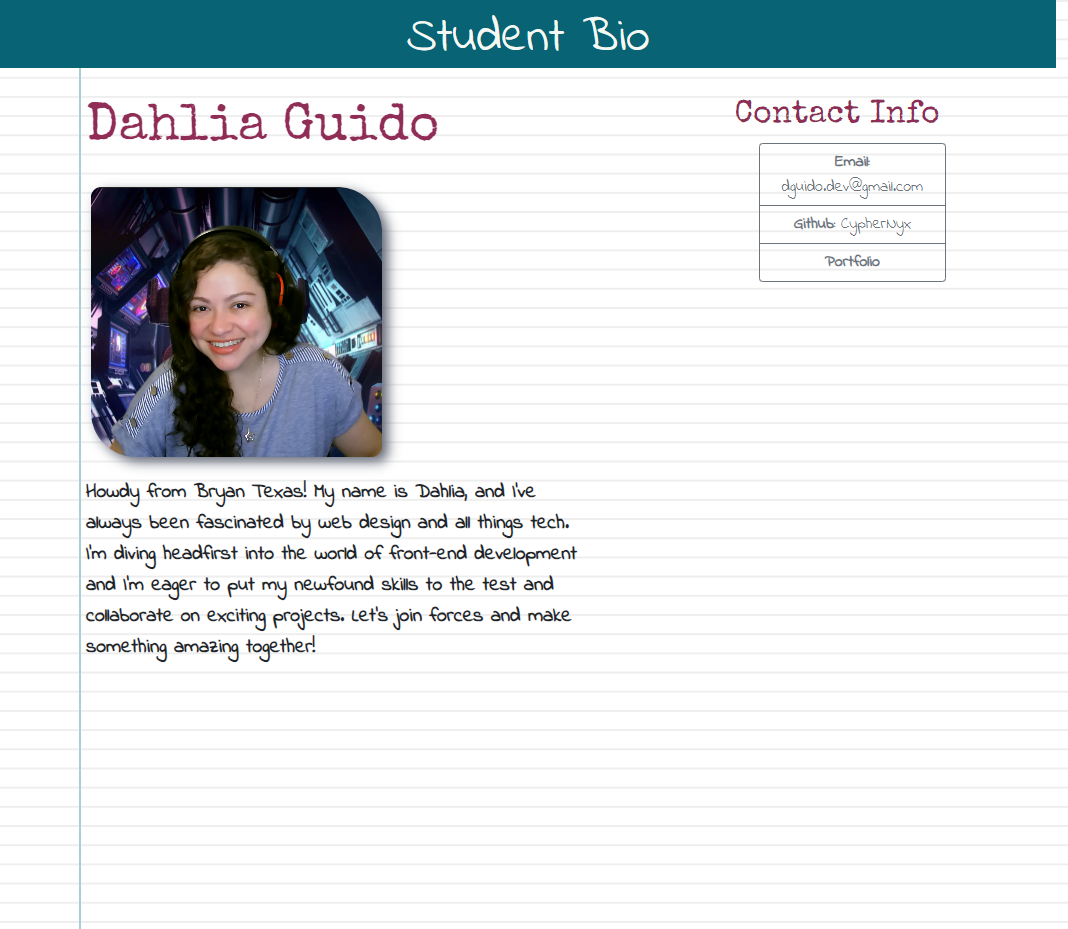 Student Bio
Dahlia Guido
Howdy from Bryan Texas! My name is Dahlia, and I've
always been fascinated by web design and all things tech.
I'm diving headfirst into the world of front-end development
and I'm eager to put my newfound skills to the test and
collaborate on exciting projects. Let's join forces and make
something amazing together!
Contact Info
Email:
dguido.dev@gmail.com
Github: CypherNyx
Portfolio